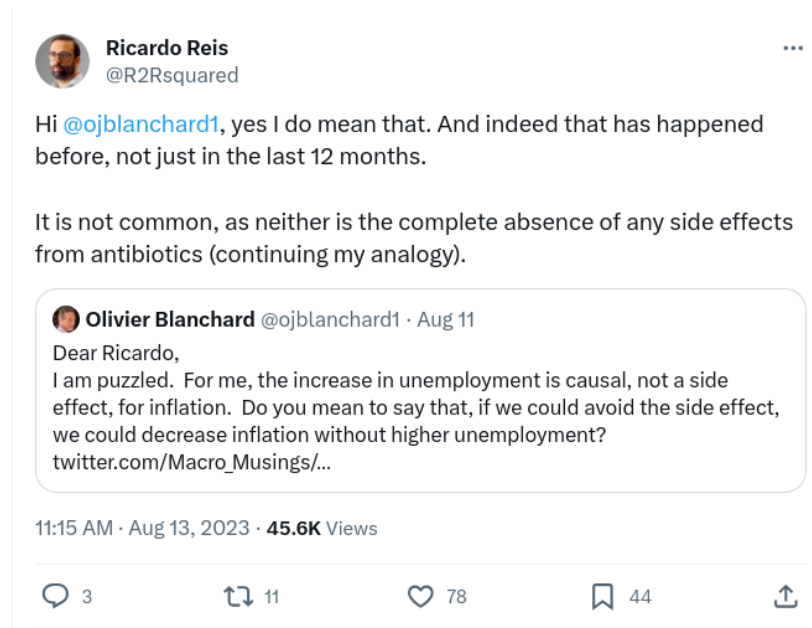 Ricardo Reis
@R2Rsquared
Hi @ojblanchard1, yes I do mean that. And indeed that has happened
before, not just in the last 12 months.
It is not common, as neither is the complete absence of any side effects
from antibiotics (continuing my analogy).
Olivier Blanchard @ojblanchard1 · Aug 11
Dear Ricardo,
I am puzzled.  For me, the increase in unemployment is causal, not a side
effect, for inflation.  Do you mean to say that, if we could avoid the side effect,
we could decrease inflation without higher unemployment?
twitter.com/Macro_Musings/...
11:15 AM · Aug 13, 2023 · 45.6K Views
3 11 78 44